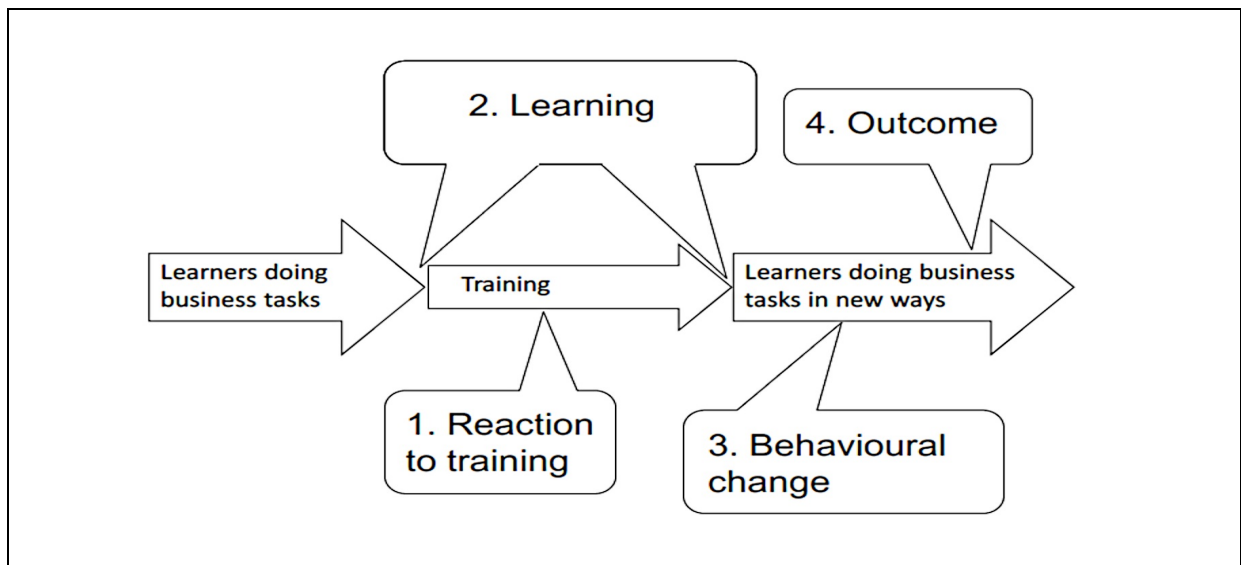 2. Learning
4. Outcome
Learners doing
business tasks
Training
Learners doing business
tasks in new ways
1. Reaction
to training
3. Behavioural
change